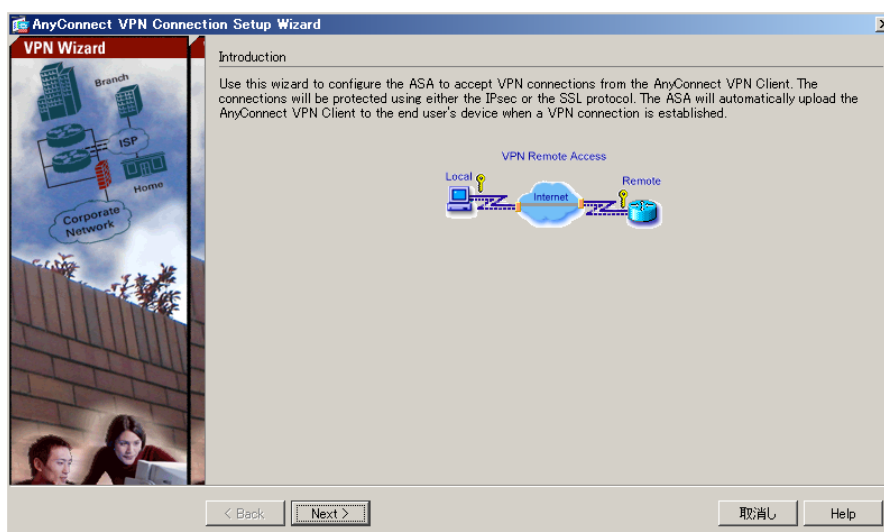 AnyConnect VPN Connection Setup Wizard
VPN Wizard
Branch
ISP
Home
Corporate
Network
Introduction
Use this wizard to configure the ASA to accept VPN connections from the AnyConnect VPN Client. The
connections will be protected using either the IPsec or the SSL protocol. The ASA will automatically upload the
AnyConnect VPN Client to the end user's device when a VPN connection is established.
VPN Remote Access
Local
Internet
Remote
< Back
Next >
取消し
Help